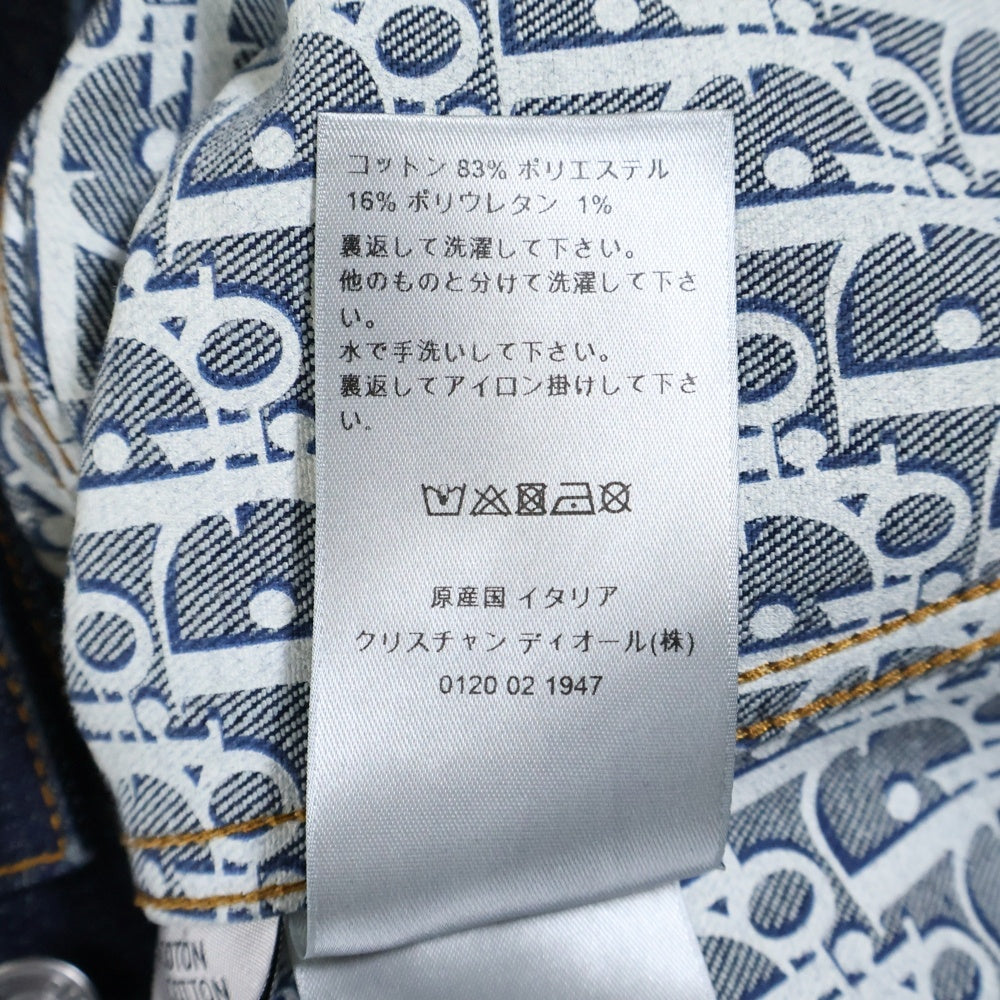 コットン 83% ポリエステル
16% ポリウレタン 1%
裏返して洗濯して下さい。
他のものと分けて洗濯して下さ
い。
水で手洗いして下さい。
裏返してアイロン掛けして下さ
い。
原産国 イタリア
クリスチャン ディオール(株)
0120 02 1947
OTON
COTTON